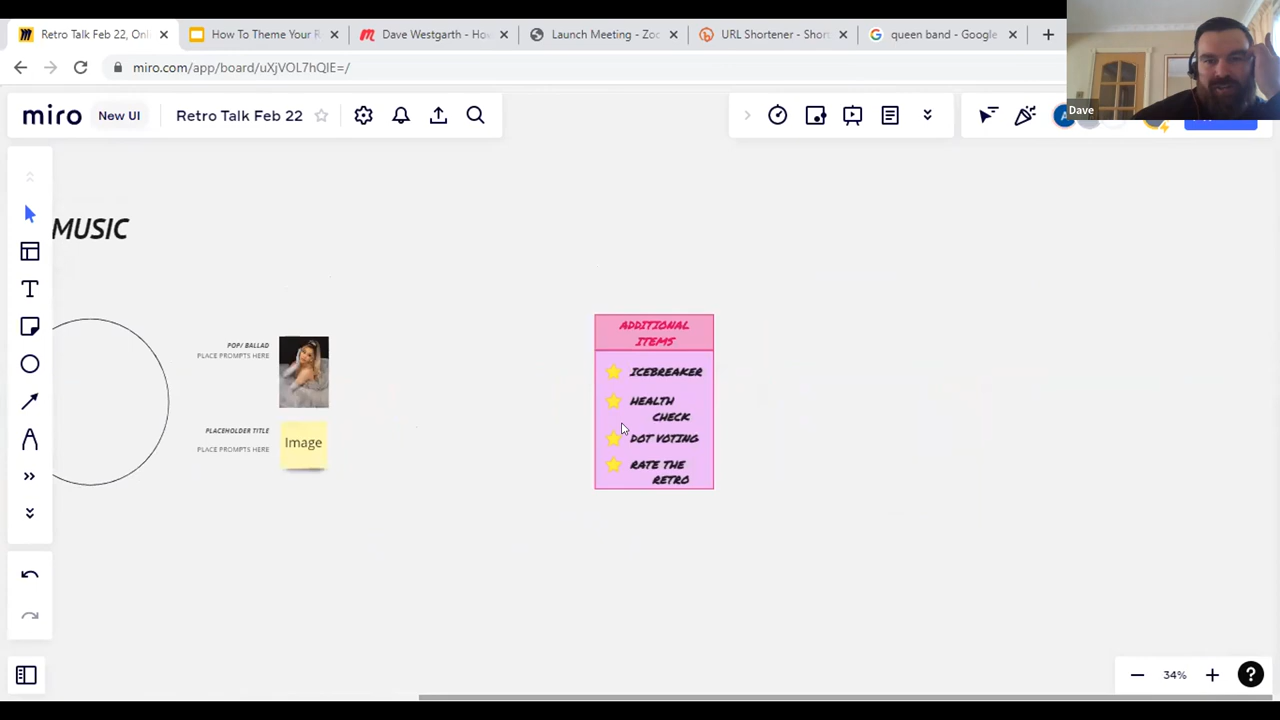 Retro Talk Feb 22, Onl
How To Theme Your R
Dave Westgarth - Ho
Launch Meeting - Zoo
URL Shortener - Short
queen band - Google
miro.com/app/board/uXjVOL7hQIE=/
Dave
miro
New UI
Retro Talk Feb 22
MUSIC
POP/ BALLAD
PLACE PROMPTS HERE
PLACEHOLDER TITLE
PLACE PROMPTS HERE
Image
ADDITIONAL
ITEMS
ICEBREAKER
HEALTH
CHECK
DOT VOTING
RATE THE
RETRO
34%